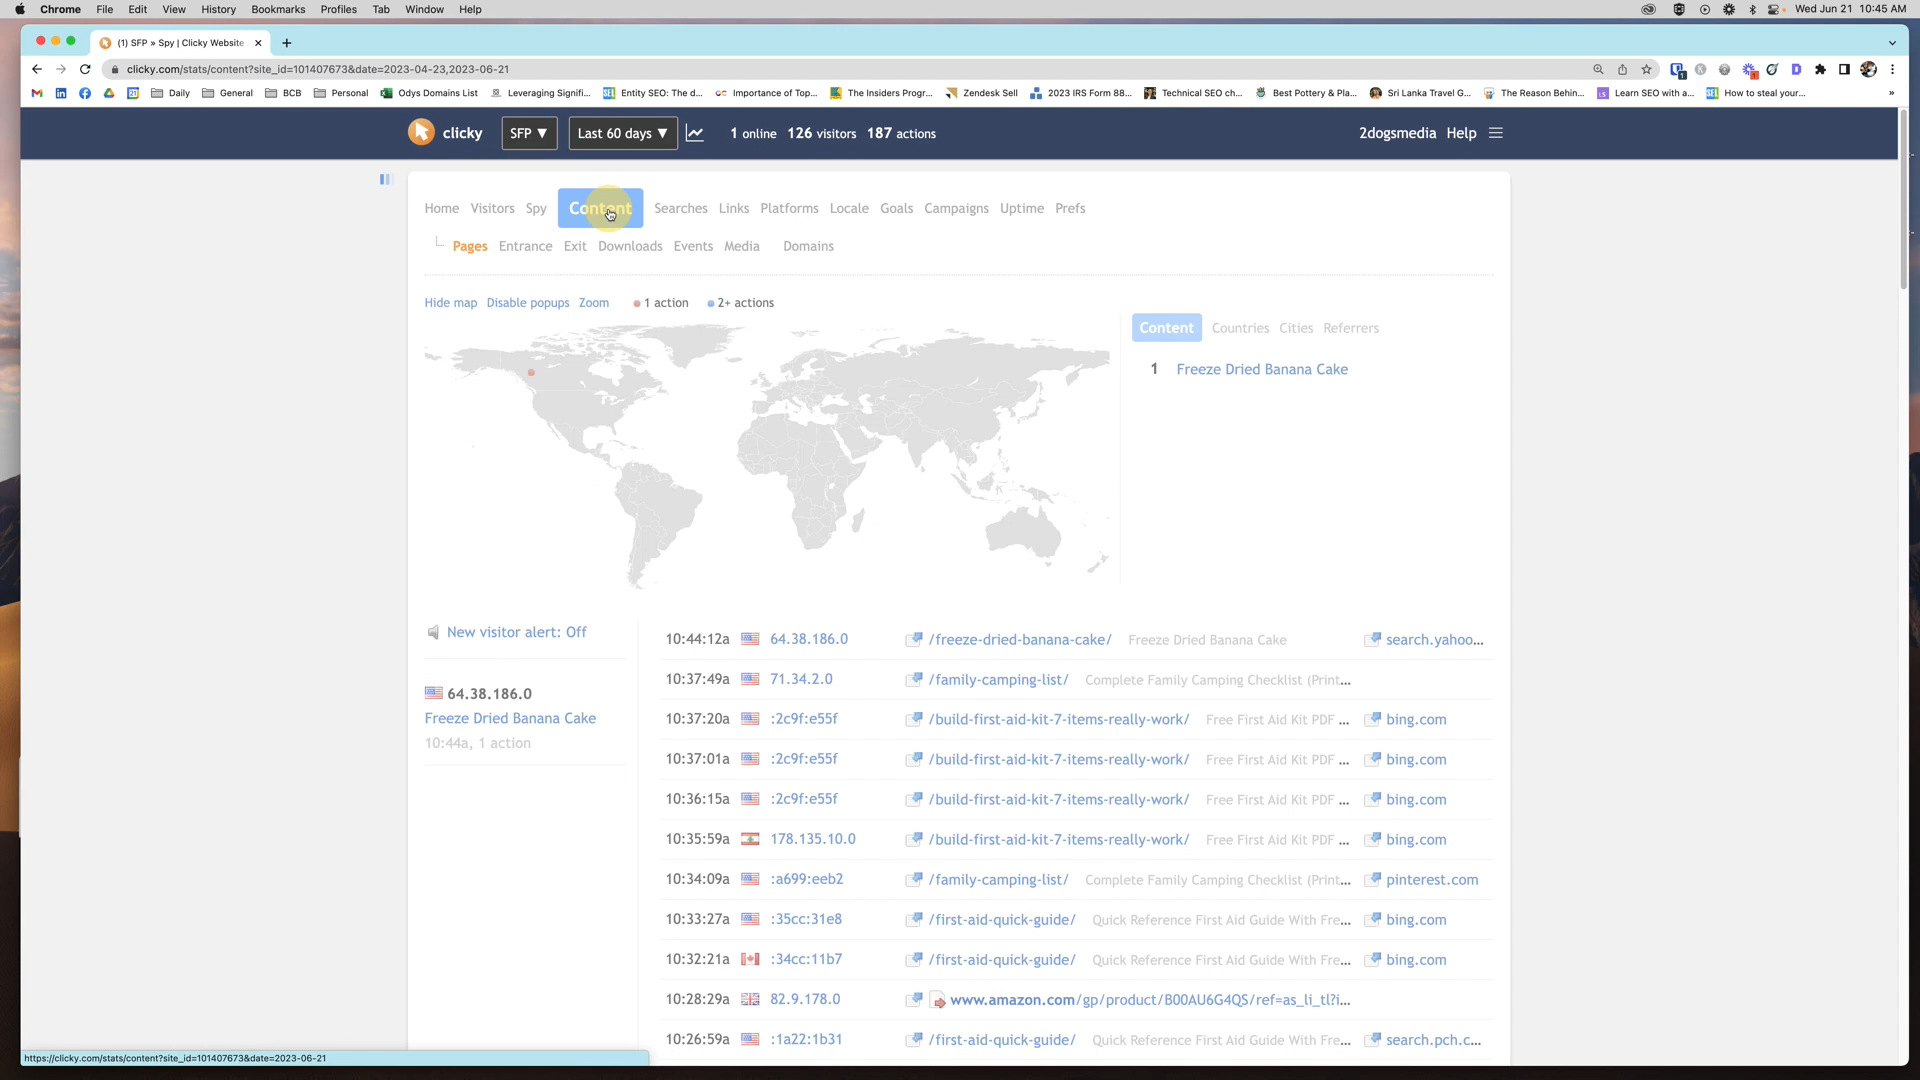 Chrome File Edit View History Bookmarks Profiles Tab Window Help Wed Jun 21 10:45 AM
(1) SFP » Spy | Clicky Website
clicky.com/stats/content?site_id=101407673&date=2023-04-23,2023-06-21
Daily General BCB Personal Odys Domains List Leveraging Signifi... Entity SEO: The d... Importance of Top... The Insiders Progr... Zendesk Sell 2023 IRS Form 88... Technical SEO ch... Best Pottery & Pla... Sri Lanka Travel G... The Reason Behin... Learn SEO with a... How to steal your... »
clicky SFP ▼ Last 60 days ▼ 1 online 126 visitors 187 actions 2dogsmedia Help
Home Visitors Spy Content Searches Links Platforms Locale Goals Campaigns Uptime Prefs
Pages Entrance Exit Downloads Events Media Domains
Hide map Disable popups Zoom 1 action 2+ actions
Content Countries Cities Referrers
1 Freeze Dried Banana Cake
New visitor alert: Off
64.38.186.0
Freeze Dried Banana Cake
10:44a, 1 action
10:44:12a 64.38.186.0 /freeze-dried-banana-cake/ Freeze Dried Banana Cake search.yahoo...
10:37:49a 71.34.2.0 /family-camping-list/ Complete Family Camping Checklist (Print...
10:37:20a :2c9f:e55f /build-first-aid-kit-7-items-really-work/ Free First Aid Kit PDF ... bing.com
10:37:01a :2c9f:e55f /build-first-aid-kit-7-items-really-work/ Free First Aid Kit PDF ... bing.com
10:36:15a :2c9f:e55f /build-first-aid-kit-7-items-really-work/ Free First Aid Kit PDF ... bing.com
10:35:59a 178.135.10.0 /build-first-aid-kit-7-items-really-work/ Free First Aid Kit PDF ... bing.com
10:34:09a :a699:eeb2 /family-camping-list/ Complete Family Camping Checklist (Print... pinterest.com
10:33:27a :35cc:31e8 /first-aid-quick-guide/ Quick Reference First Aid Guide With Fre... bing.com
10:32:21a :34cc:11b7 /first-aid-quick-guide/ Quick Reference First Aid Guide With Fre... bing.com
10:28:29a 82.9.178.0 www.amazon.com/gp/product/B00AU6G4QS/ref=as_li_tl?i...
10:26:59a :1a22:1b31 /first-aid-quick-guide/ Quick Reference First Aid Guide With Fre... search.pch.c...
https://clicky.com/stats/content?site_id=101407673&date=2023-06-21